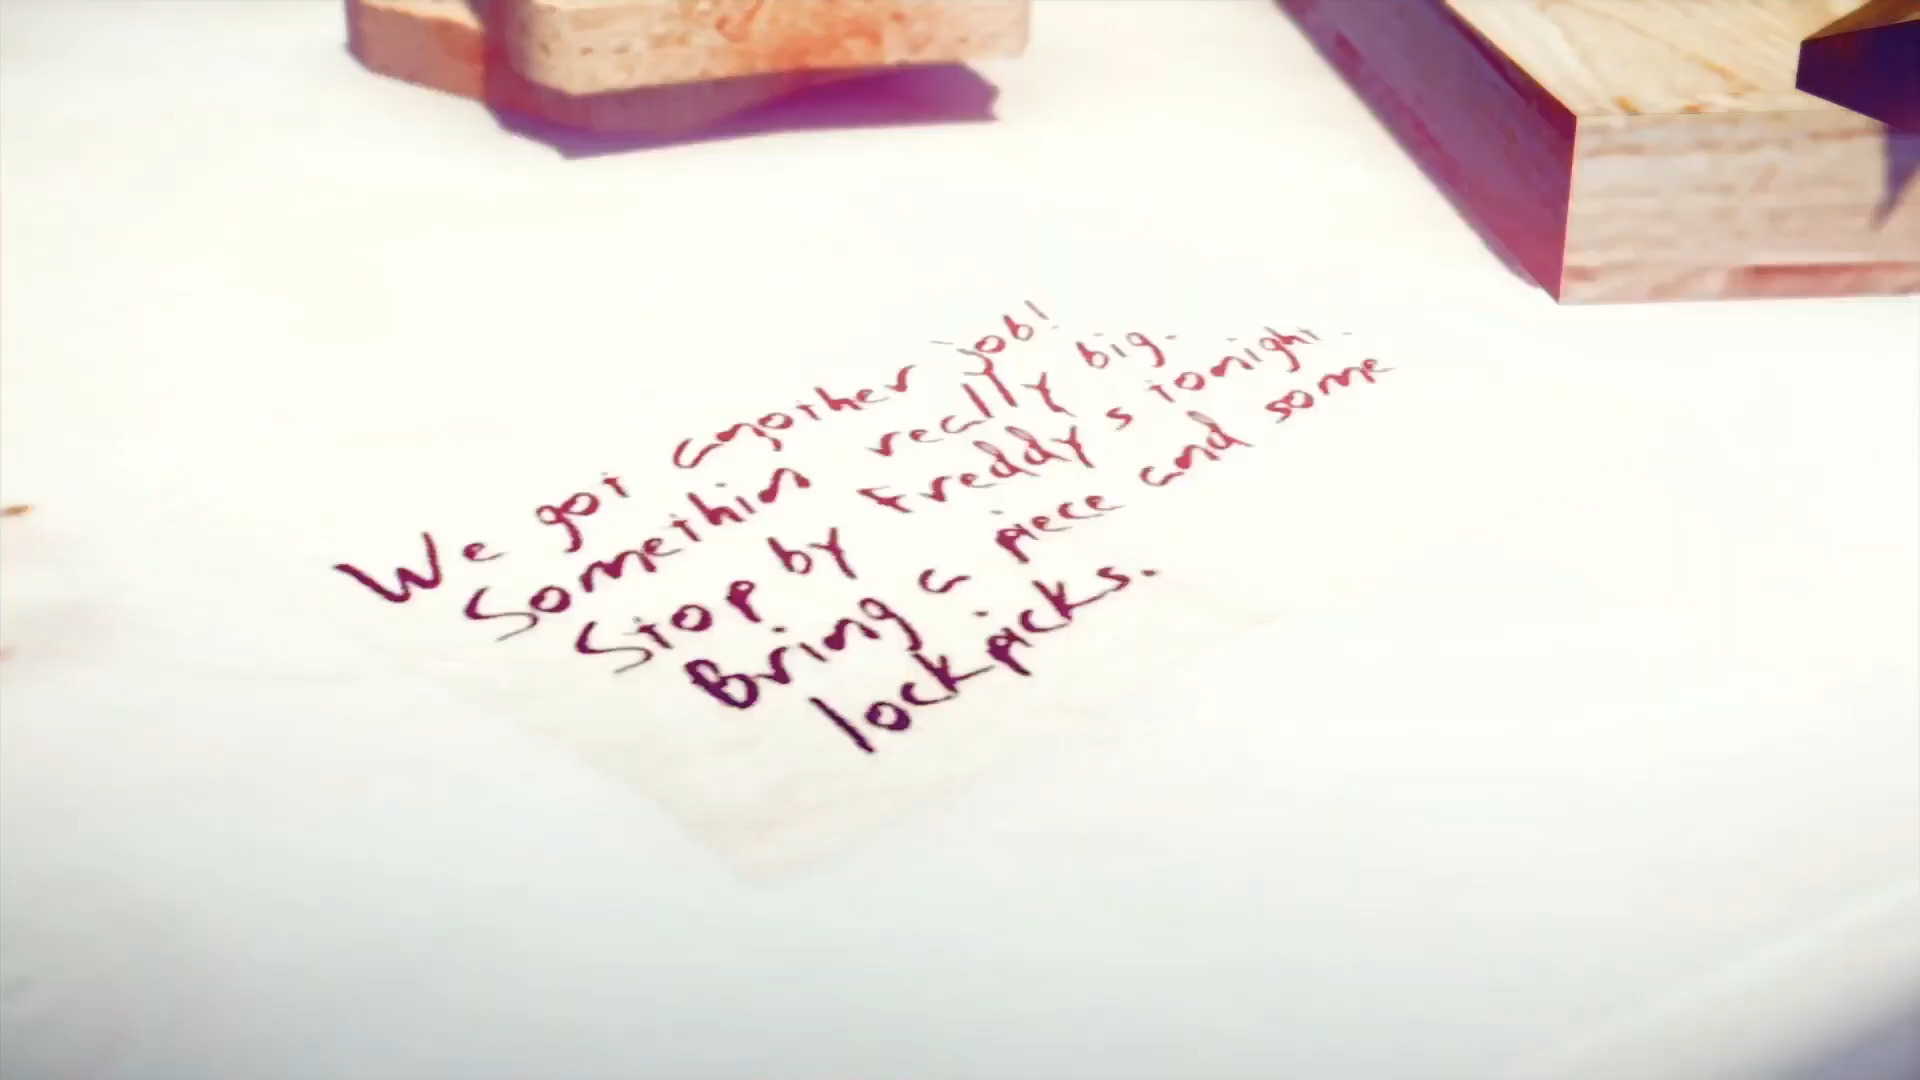 We got another job!
Somethin really big.
Stop by Freddy's tonight.
Bring a piece and some
lockpicks.